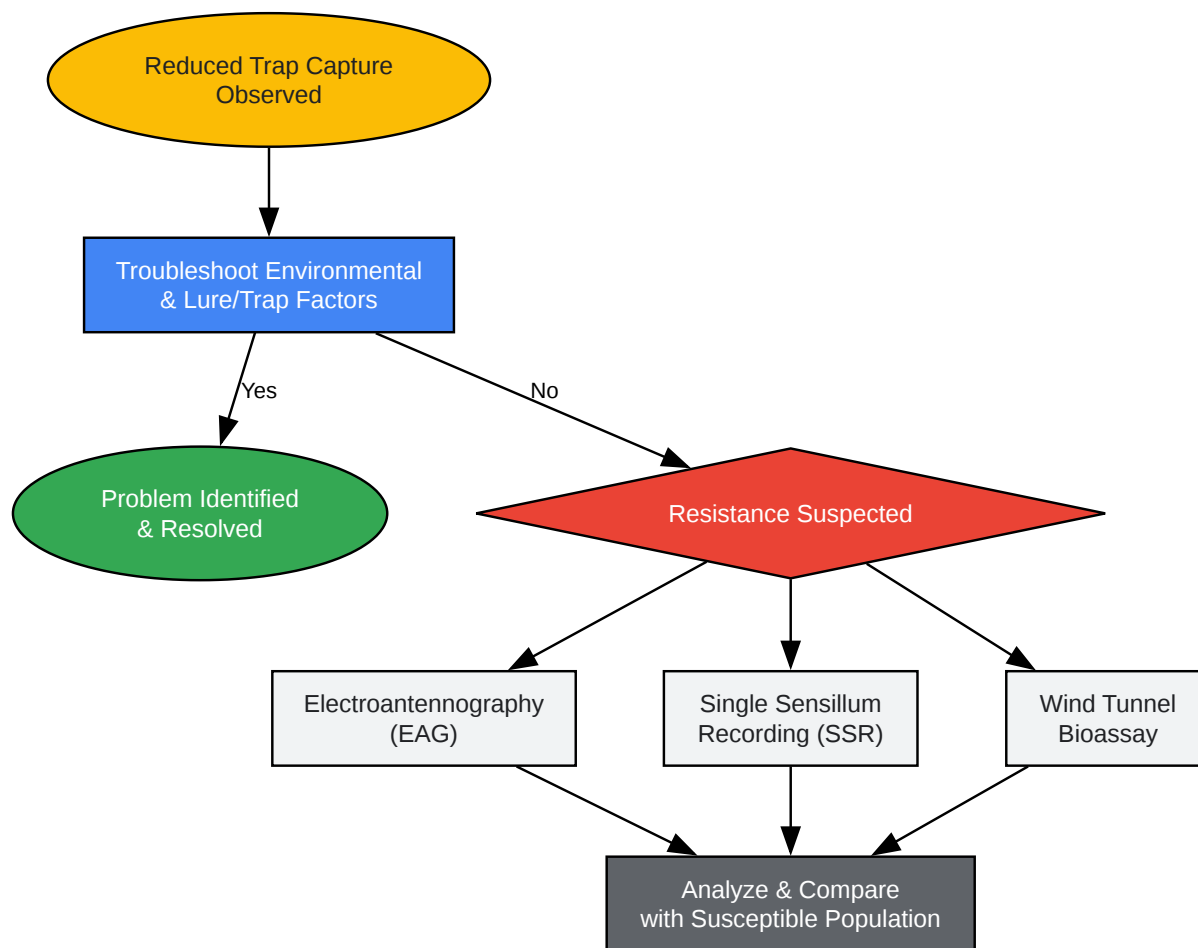 Reduced Trap Capture
Observed
Troubleshoot Environmental
& Lure/Trap Factors
Yes
No
Problem Identified
& Resolved
Resistance Suspected
Electroantennography
(EAG)
Single Sensillum
Recording (SSR)
Wind Tunnel
Bioassay
Analyze & Compare
with Susceptible Population